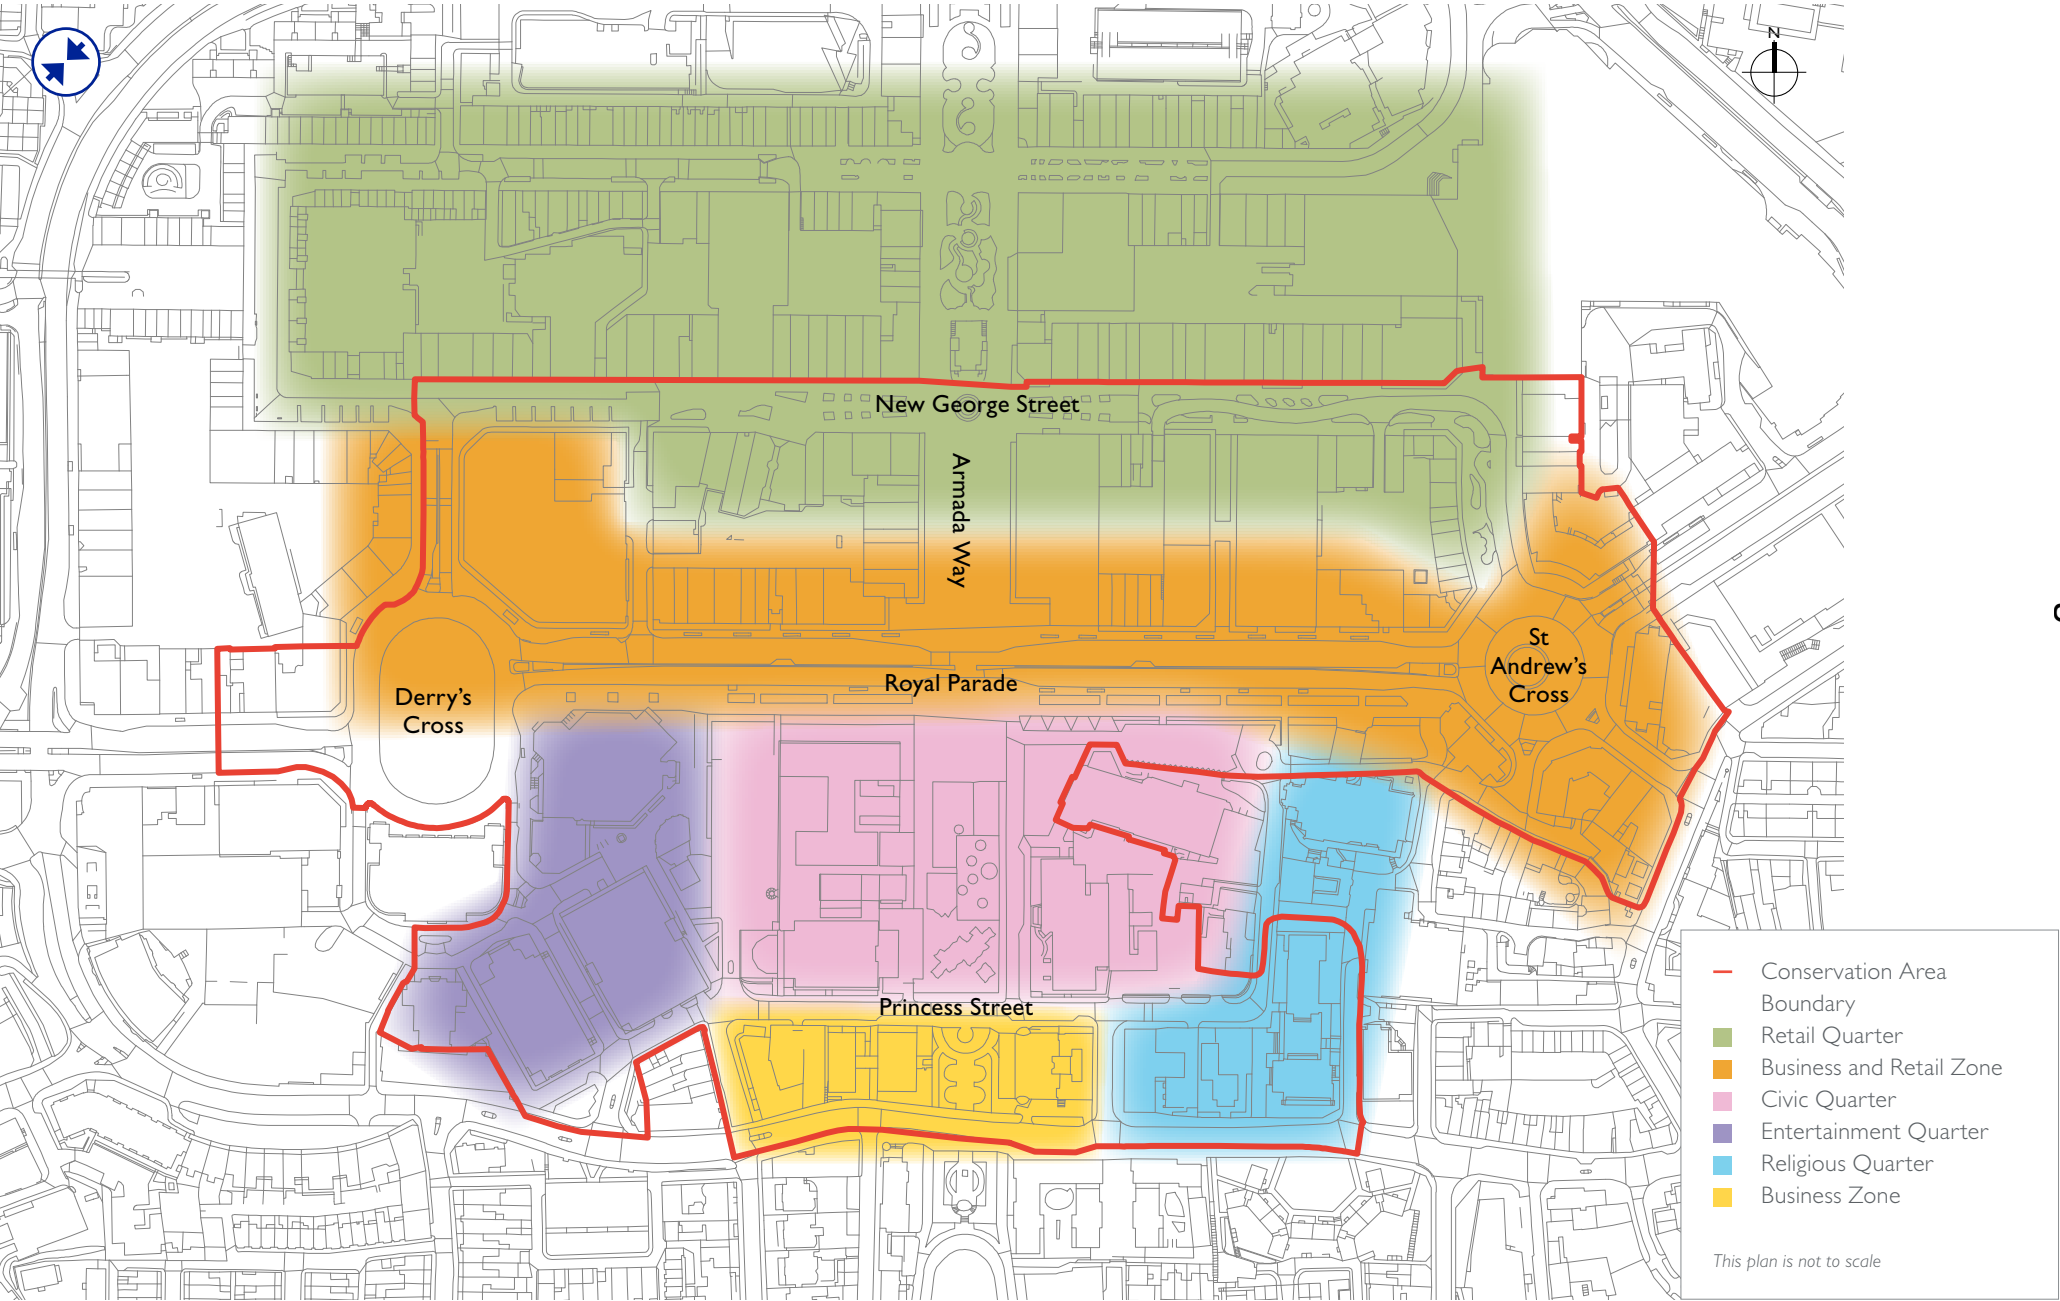 N
New George Street
Armada Way
St
Andrew's
Cross
Royal Parade
Derry's
Cross
Princess Street
Conservation Area
Boundary
Retail Quarter
Business and Retail Zone
Civic Quarter
Entertainment Quarter
Religious Quarter
Business Zone
This plan is not to scale